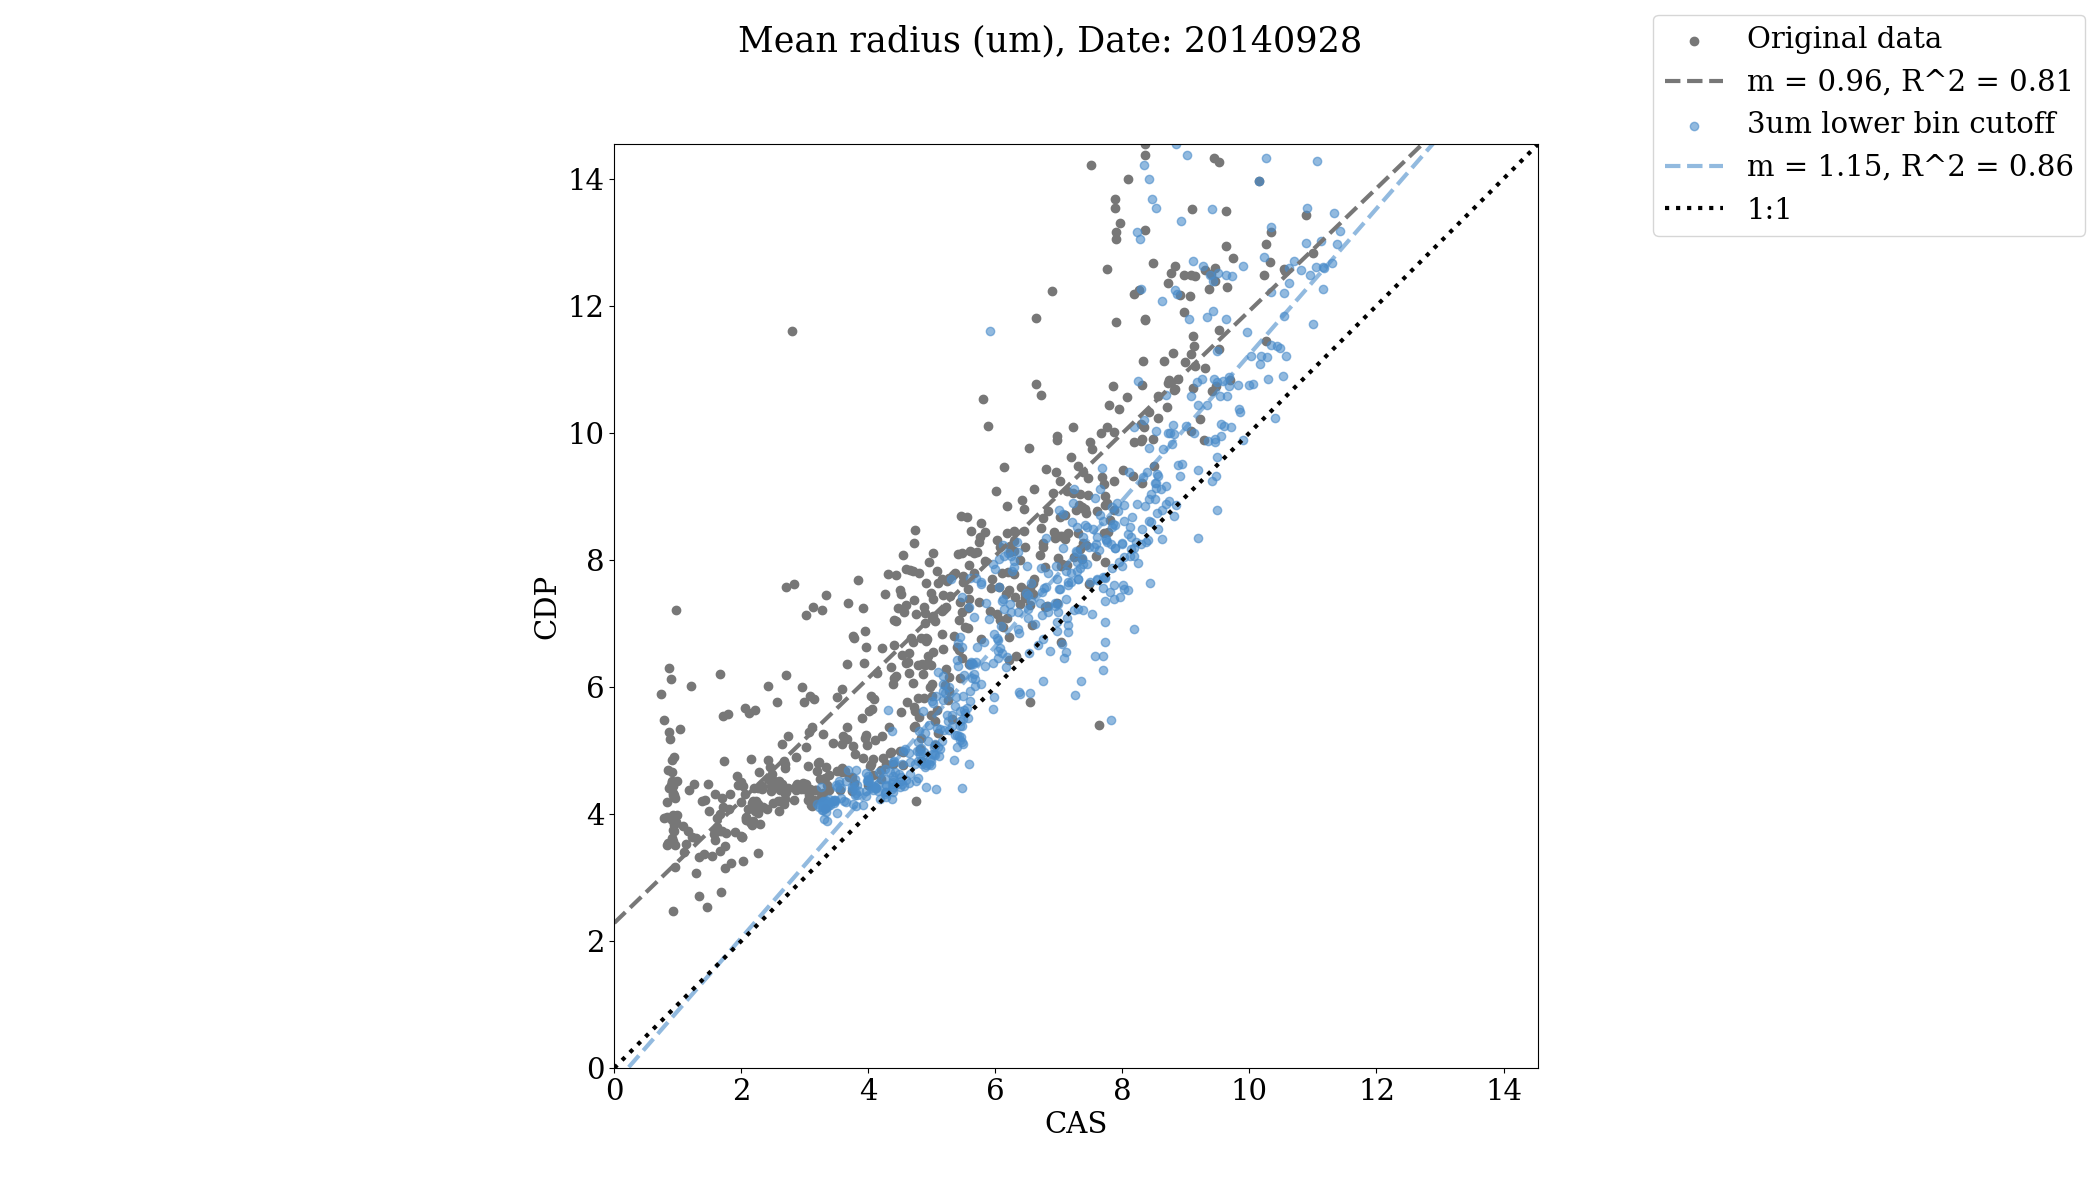 Mean radius (um), Date: 20140928
Original data
m = 0.96, R^2 = 0.81
3um lower bin cutoff
m = 1.15, R^2 = 0.86
1:1
14
12
10
8
6
4
2
0
CDP
0 2 4 6 8 10 12 14
CAS